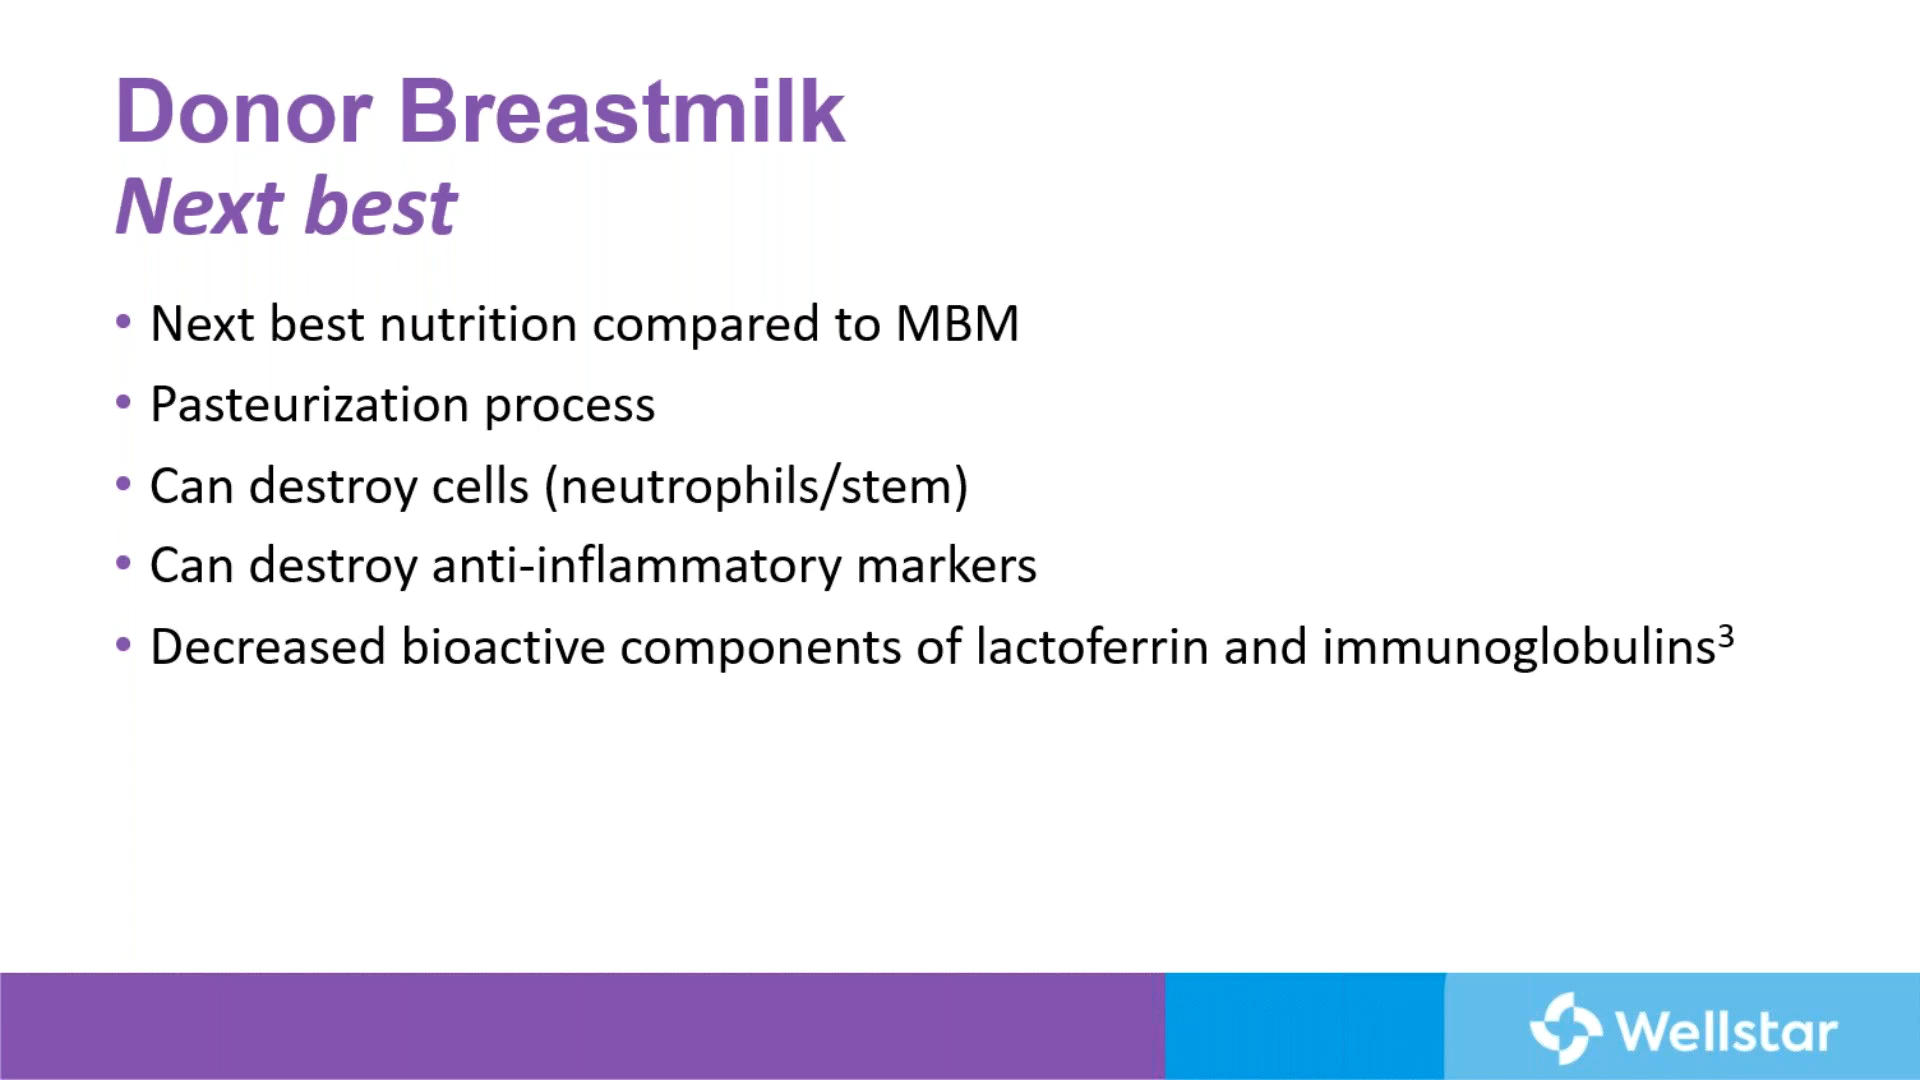 Donor Breastmilk
Next best
• Next best nutrition compared to MBM
• Pasteurization process
• Can destroy cells (neutrophils/stem)
• Can destroy anti-inflammatory markers
• Decreased bioactive components of lactoferrin and immunoglobulins³
Wellstar